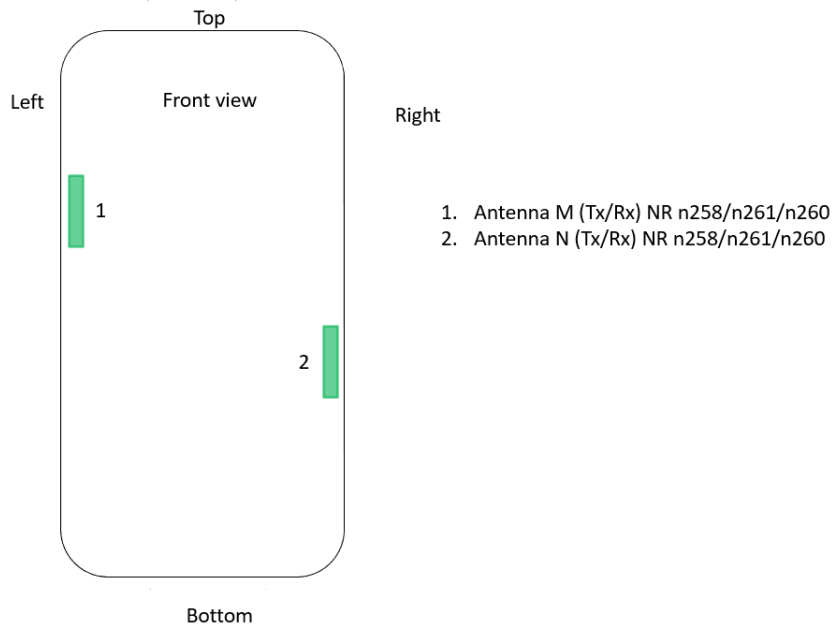 Top
Left
Front view
Right
1
1. Antenna M (Tx/Rx) NR n258/n261/n260
2. Antenna N (Tx/Rx) NR n258/n261/n260
2
Bottom